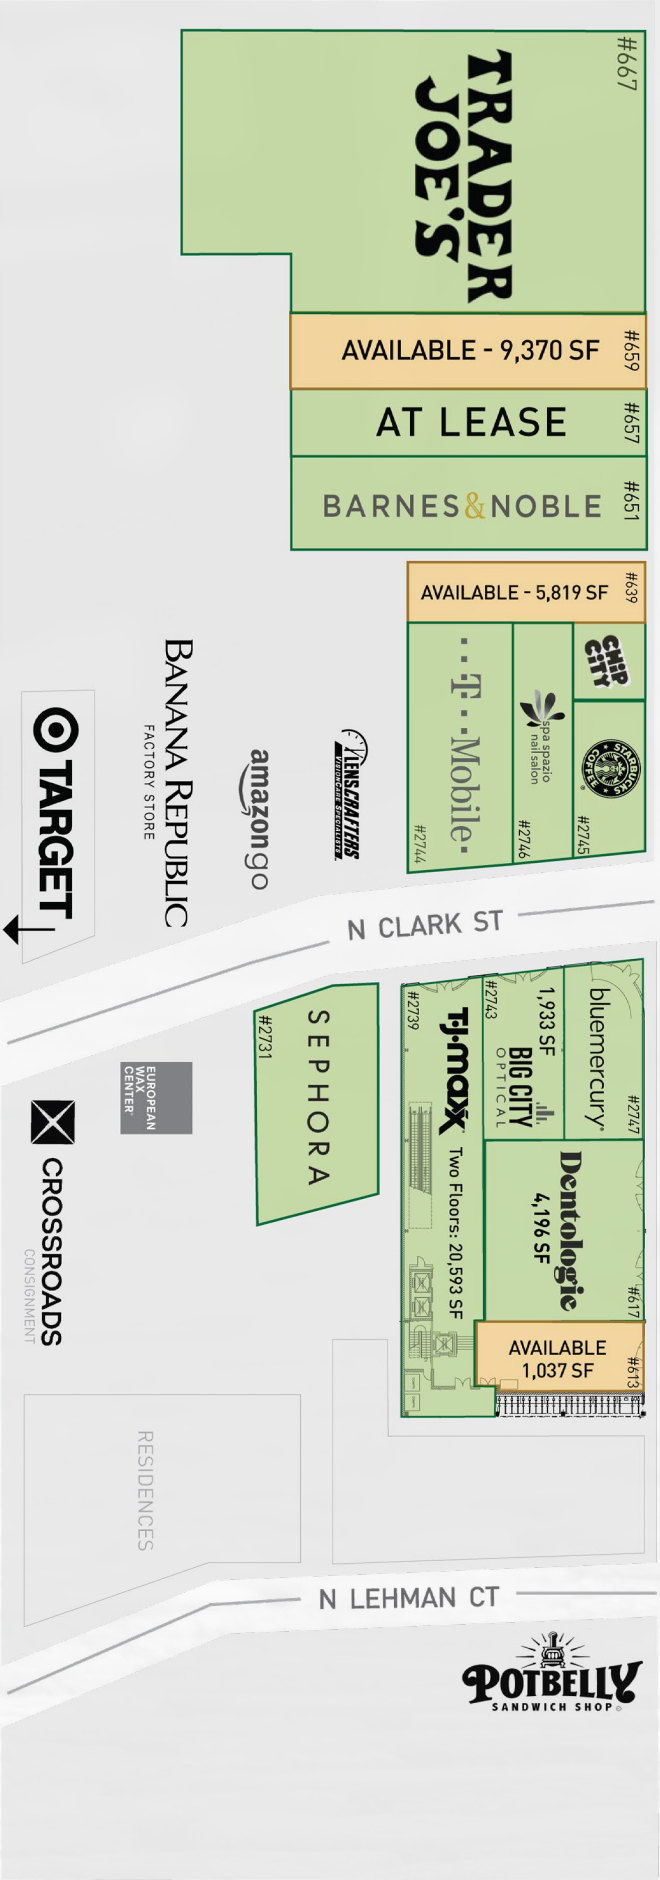 #667
TRADER
JOE'S
AVAILABLE - 9,370 SF
#659
AT LEASE
#657
BARNES&NOBLE
#651
AVAILABLE - 5,819 SF
#639
CHIP
CITY
T Mobile
#2744
spa spazio
nail salon
#2746
STARBUCKS
COFFEE
#2745
BANANA REPUBLIC
FACTORY STORE
TARGET
amazon go
LENSCRAFTERS
VISIONCARE SPECIALISTS
N CLARK ST
#2731
SEPHORA
#2739
T.J.maxx
Two Floors: 20,593 SF
#2743
1,933 SF
BIG CITY
OPTICAL
bluemercury
#2747
Dentologie
4,196 SF
#617
AVAILABLE
1,037 SF
#613
EUROPEAN
WAX
CENTER
CROSSROADS
CONSIGNMENT
RESIDENCES
N LEHMAN CT
POTBELLY
SANDWICH SHOP